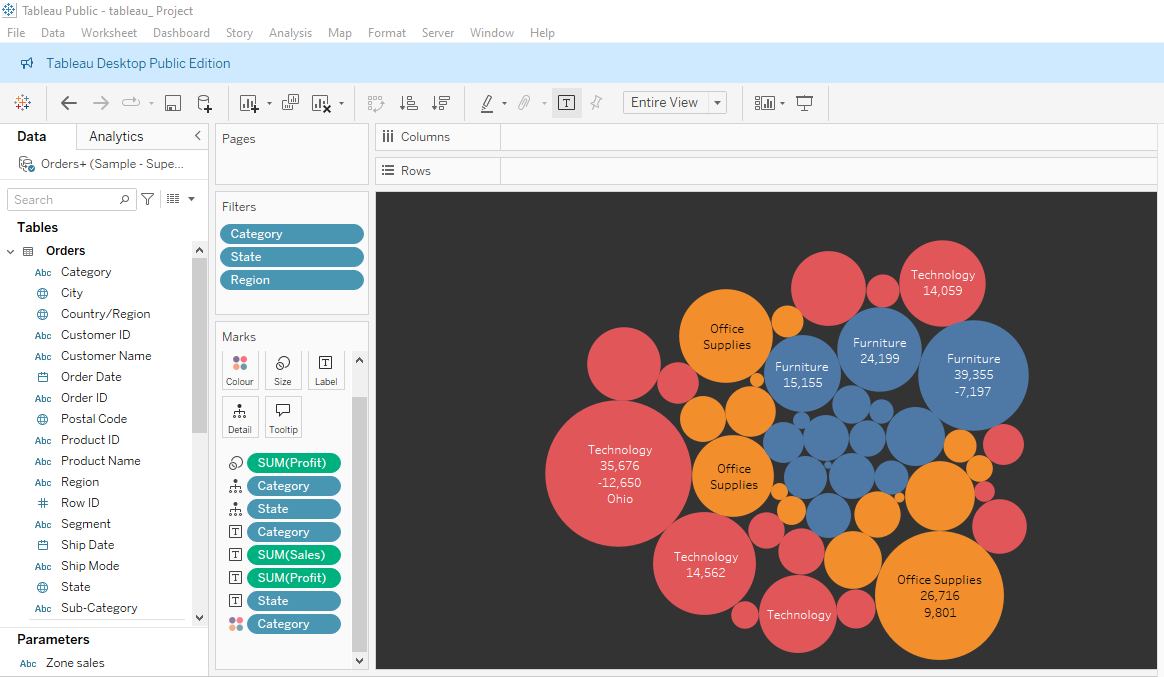 Tableau Public - tableau_ Project
File Data Worksheet Dashboard Story Analysis Map Format Server Window Help
Tableau Desktop Public Edition
Entire View
Data Analytics
Orders+ (Sample - Supe...
Search
Tables
Orders
Abc Category
City
Country/Region
Abc Customer ID
Abc Customer Name
Order Date
Abc Order ID
Postal Code
Abc Product ID
Abc Product Name
Abc Region
Row ID
Abc Segment
Ship Date
Abc Ship Mode
State
Abc Sub-Category
Parameters
Abc Zone sales
Pages
Filters
Category
State
Region
Marks
Colour Size Label
Detail Tooltip
SUM(Profit)
Category
State
T Category
T SUM(Sales)
T SUM(Profit)
T State
Category
Columns
Rows
Technology
14,059
Office
Supplies
Furniture
24,199
Furniture
15,155
Furniture
39,355
-7,197
Technology
35,676
-12,650
Ohio
Office
Supplies
Technology
14,562
Office Supplies
26,716
9,801
Technology